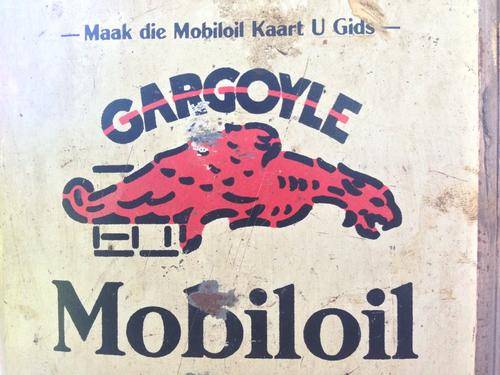 — Maak die Mobiloil Kaart U Gids —
GARGOYLE
Mobiloil